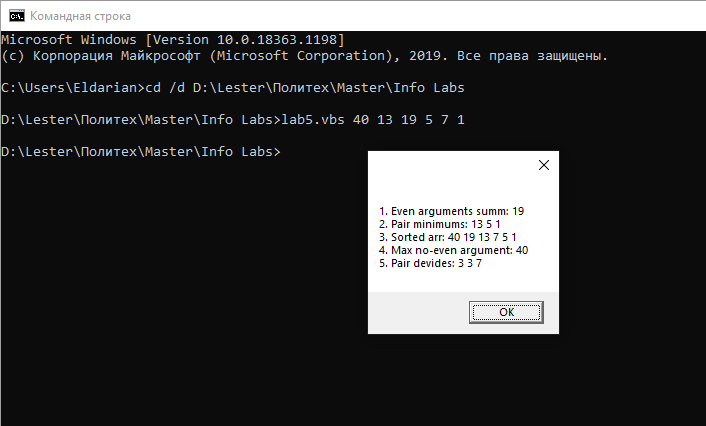 Командная строка
Microsoft Windows [Version 10.0.18363.1198]
(c) Корпорация Майкрософт (Microsoft Corporation), 2019. Все права защищены.
C:\Users\Eldarian>cd /d D:\Lester\Политех\Master\Info Labs
D:\Lester\Политех\Master\Info Labs>lab5.vbs 40 13 19 5 7 1
D:\Lester\Политех\Master\Info Labs>
1. Even arguments summ: 19
2. Pair minimums: 13 5 1
3. Sorted arr: 40 19 13 7 5 1
4. Max no-even argument: 40
5. Pair devides: 3 3 7
OK